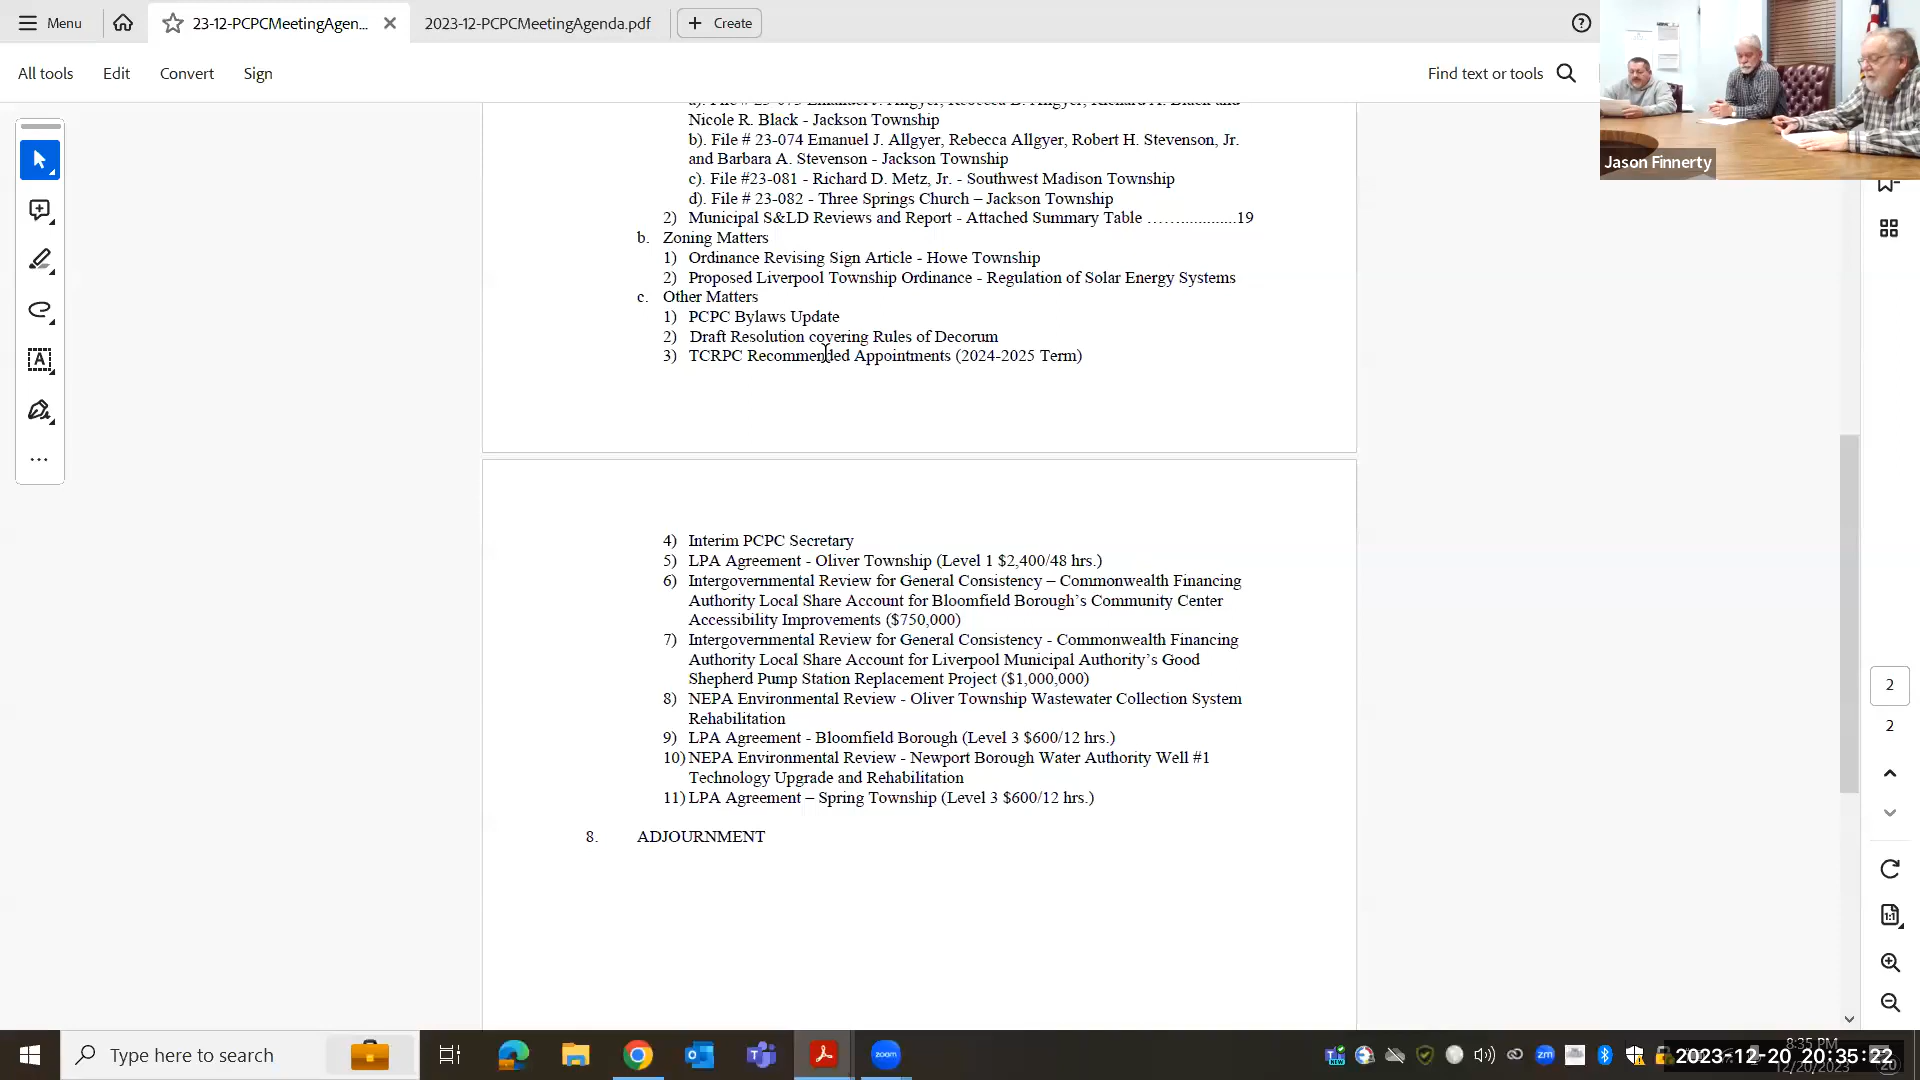 Menu
23-12-PCPCMeetingAgen...
2023-12-PCPCMeetingAgenda.pdf
Create
All tools
Edit
Convert
Sign
Find text or tools
Jason Finnerty
Nicole R. Black - Jackson Township
b). File # 23-074 Emanuel J. Allgyer, Rebecca Allgyer, Robert H. Stevenson, Jr.
and Barbara A. Stevenson - Jackson Township
c). File #23-081 - Richard D. Metz, Jr. - Southwest Madison Township
d). File # 23-082 - Three Springs Church – Jackson Township
2) Municipal S&LD Reviews and Report - Attached Summary Table ……............19
b. Zoning Matters
1) Ordinance Revising Sign Article - Howe Township
2) Proposed Liverpool Township Ordinance - Regulation of Solar Energy Systems
c. Other Matters
1) PCPC Bylaws Update
2) Draft Resolution covering Rules of Decorum
3) TCRPC Recommended Appointments (2024-2025 Term)
4) Interim PCPC Secretary
5) LPA Agreement - Oliver Township (Level 1 $2,400/48 hrs.)
6) Intergovernmental Review for General Consistency – Commonwealth Financing
Authority Local Share Account for Bloomfield Borough’s Community Center
Accessibility Improvements ($750,000)
7) Intergovernmental Review for General Consistency - Commonwealth Financing
Authority Local Share Account for Liverpool Municipal Authority’s Good
Shepherd Pump Station Replacement Project ($1,000,000)
8) NEPA Environmental Review - Oliver Township Wastewater Collection System
Rehabilitation
9) LPA Agreement - Bloomfield Borough (Level 3 $600/12 hrs.)
10) NEPA Environmental Review - Newport Borough Water Authority Well #1
Technology Upgrade and Rehabilitation
11) LPA Agreement – Spring Township (Level 3 $600/12 hrs.)
8. ADJOURNMENT
2
2
Type here to search
zoom
zm
8:35 PM
2023-12-20 20:35:22
12/20/2023